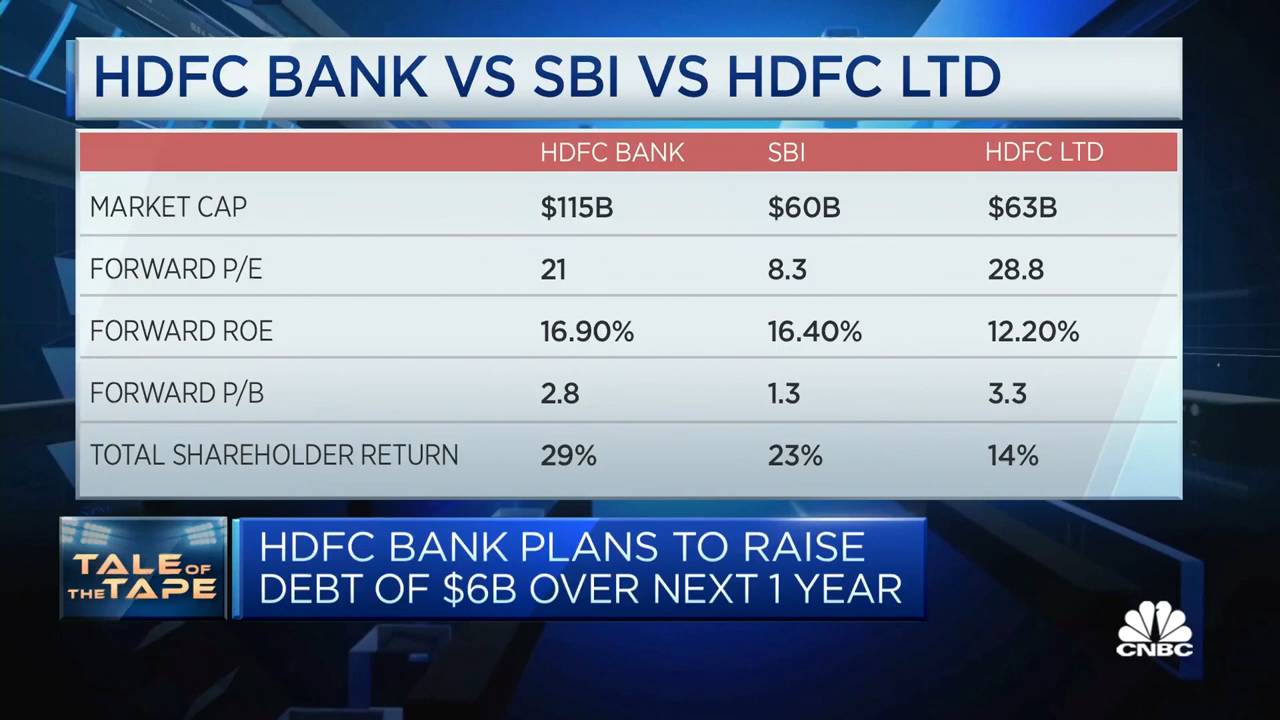 HDFC BANK VS SBI VS HDFC LTD
HDFC BANK SBI HDFC LTD
MARKET CAP $115B $60B $63B
FORWARD P/E 21 8.3 28.8
FORWARD ROE 16.90% 16.40% 12.20%
FORWARD P/B 2.8 1.3 3.3
TOTAL SHAREHOLDER RETURN 29% 23% 14%
TALE OF
THE TAPE
HDFC BANK PLANS TO RAISE
DEBT OF $6B OVER NEXT 1 YEAR
CNBC